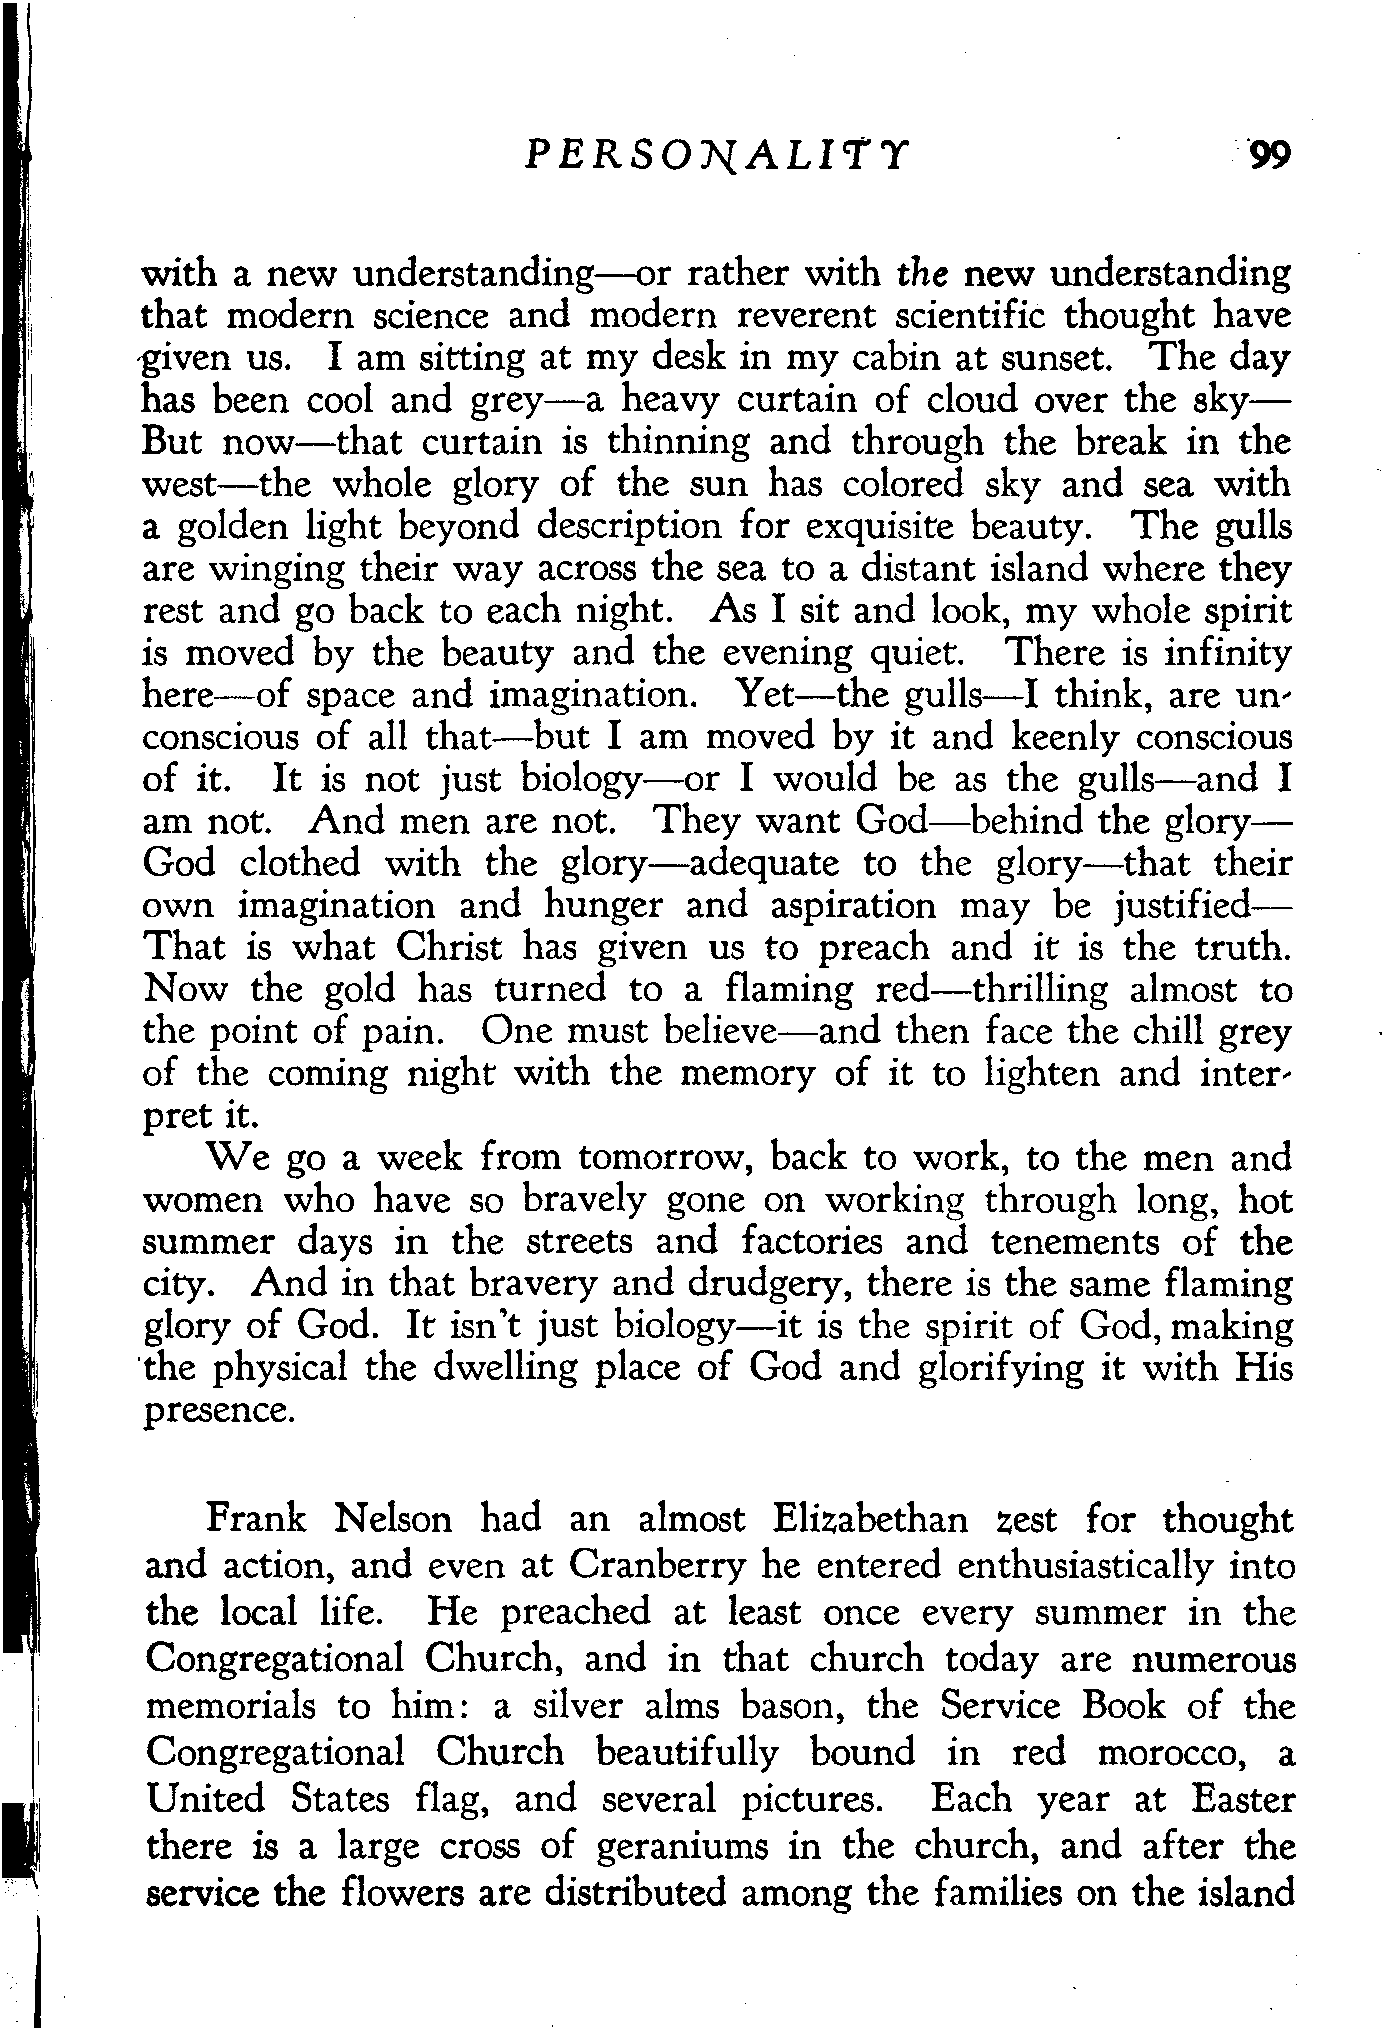 PERSONALITY 99
with a new understanding—or rather with the new understanding
that modern science and modern reverent scientific thought have
given us. I am sitting at my desk in my cabin at sunset. The day
has been cool and grey—a heavy curtain of cloud over the sky—
But now—that curtain is thinning and through the break in the
west—the whole glory of the sun has colored sky and sea with
a golden light beyond description for exquisite beauty. The gulls
are winging their way across the sea to a distant island where they
rest and go back to each night. As I sit and look, my whole spirit
is moved by the beauty and the evening quiet. There is infinity
here—of space and imagination. Yet—the gulls—I think, are un-
conscious of all that—but I am moved by it and keenly conscious
of it. It is not just biology—or I would be as the gulls—and I
am not. And men are not. They want God—behind the glory—
God clothed with the glory—adequate to the glory—that their
own imagination and hunger and aspiration may be justified—
That is what Christ has given us to preach and it is the truth.
Now the gold has turned to a flaming red—thrilling almost to
the point of pain. One must believe—and then face the chill grey
of the coming night with the memory of it to lighten and inter-
pret it.
We go a week from tomorrow, back to work, to the men and
women who have so bravely gone on working through long, hot
summer days in the streets and factories and tenements of the
city. And in that bravery and drudgery, there is the same flaming
glory of God. It isn't just biology—it is the spirit of God, making
the physical the dwelling place of God and glorifying it with His
presence.
Frank Nelson had an almost Elizabethan zest for thought
and action, and even at Cranberry he entered enthusiastically into
the local life. He preached at least once every summer in the
Congregational Church, and in that church today are numerous
memorials to him: a silver alms bason, the Service Book of the
Congregational Church beautifully bound in red morocco, a
United States flag, and several pictures. Each year at Easter
there is a large cross of geraniums in the church, and after the
service the flowers are distributed among the families on the island